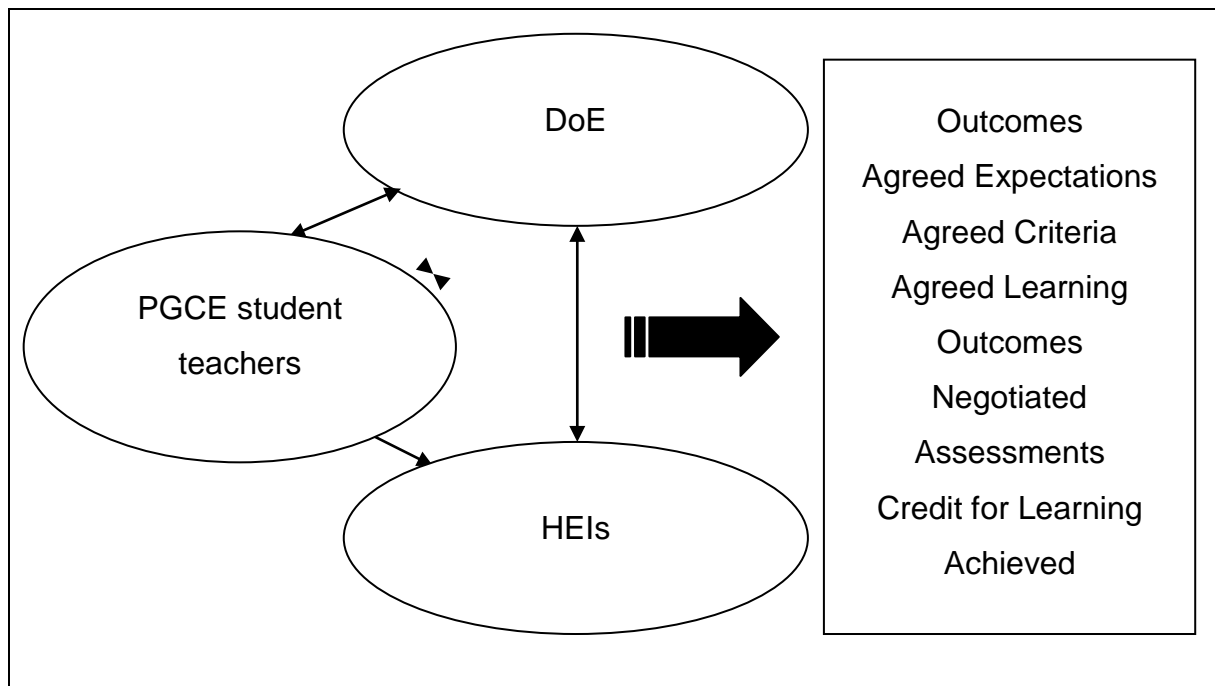 DoE
PGCE student
teachers
HEIs
Outcomes
Agreed Expectations
Agreed Criteria
Agreed Learning
Outcomes
Negotiated
Assessments
Credit for Learning
Achieved